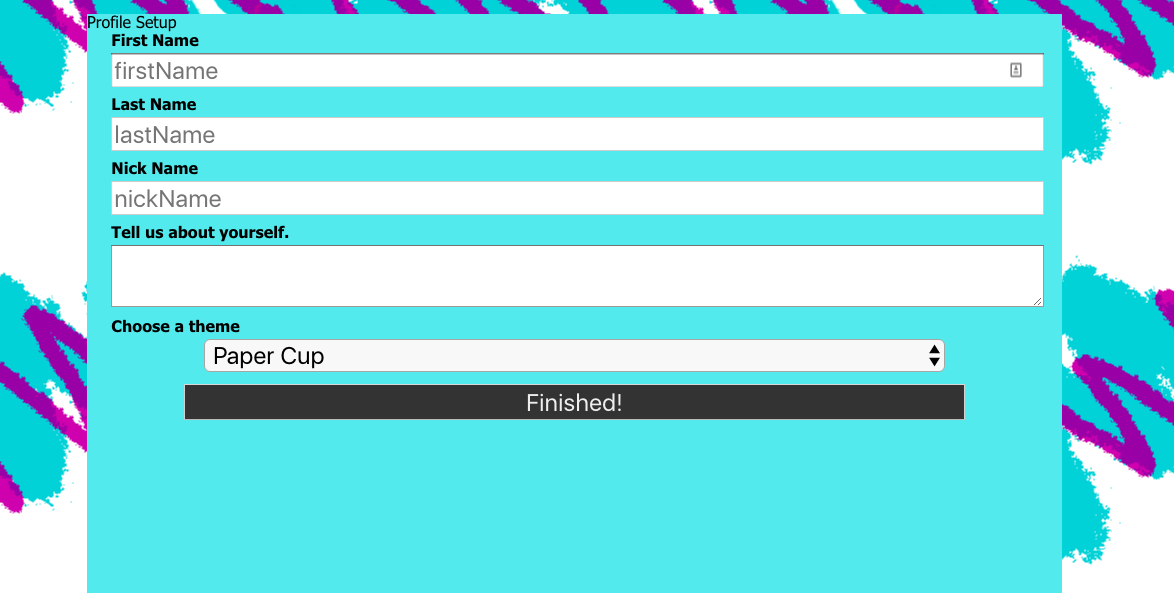 Profile Setup
First Name
firstName
Last Name
lastName
Nick Name
nickName
Tell us about yourself.
Choose a theme
Paper Cup
Finished!